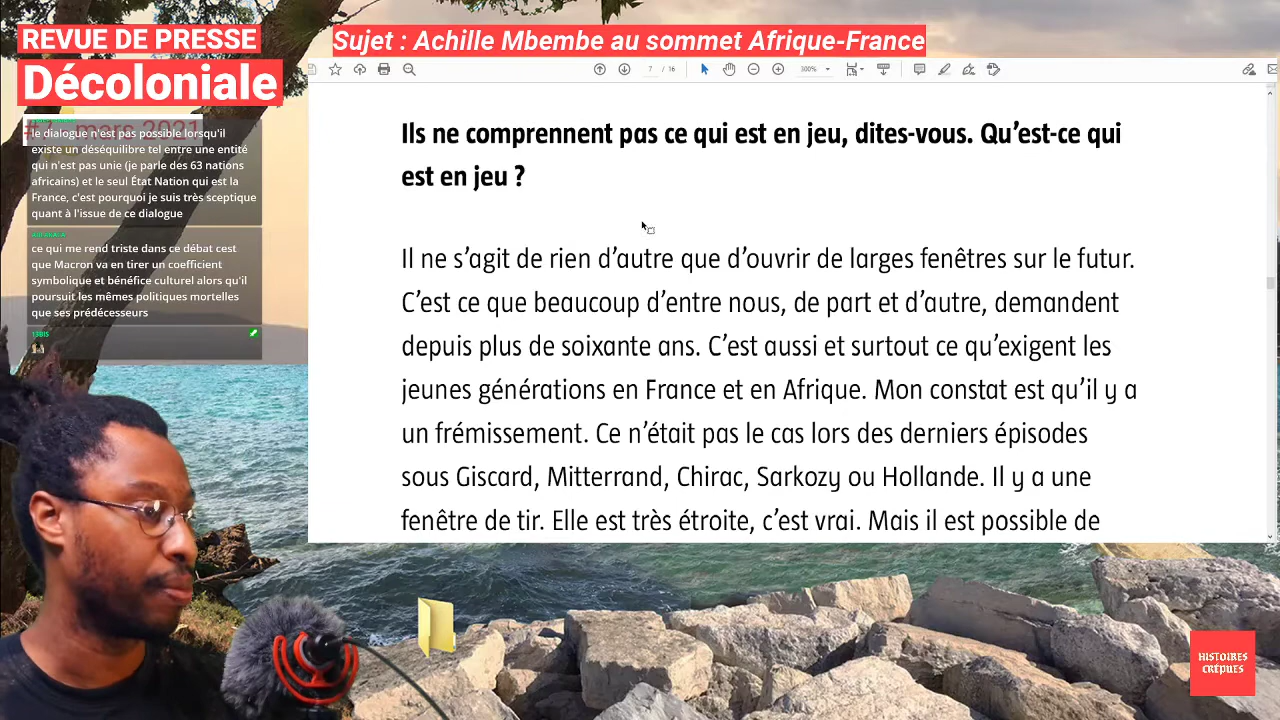 REVUE DE PRESSE
Décoloniale
#7 - mars 2021
Sujet : Achille Mbembe au sommet Afrique-France
7 / 16
300%
le dialogue n'est pas possible lorsqu'il
existe un déséquilibre tel entre une entité
qui n'est pas unie (je parle des 63 nations
africains) et le seul État Nation qui est la
France, c'est pourquoi je suis très sceptique
quant à l'issue de ce dialogue
ce qui me rend triste dans ce débat cest
que Macron va en tirer un coefficient
symbolique et bénéfice culturel alors qu'il
poursuit les mêmes politiques mortelles
que ses prédécesseurs
13BIS
Ils ne comprennent pas ce qui est en jeu, dites-vous. Qu’est-ce qui
est en jeu ?
Il ne s’agit de rien d’autre que d’ouvrir de larges fenêtres sur le futur.
C’est ce que beaucoup d’entre nous, de part et d’autre, demandent
depuis plus de soixante ans. C’est aussi et surtout ce qu’exigent les
jeunes générations en France et en Afrique. Mon constat est qu’il y a
un frémissement. Ce n’était pas le cas lors des derniers épisodes
sous Giscard, Mitterrand, Chirac, Sarkozy ou Hollande. Il y a une
fenêtre de tir. Elle est très étroite, c’est vrai. Mais il est possible de
HISTOIRES
CRÉPUES